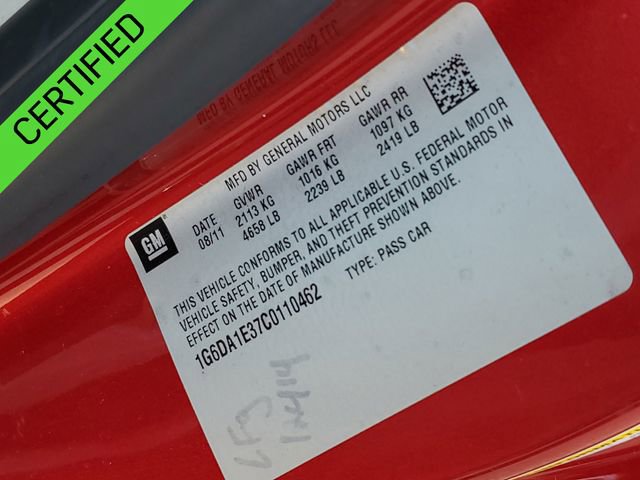 CERTIFIED
MFD BY GENERAL MOTORS LLC
DATE GVWR GAWR FRT GAWR RR
08/11 2113 KG 1016 KG 1097 KG
4658 LB 2239 LB 2419 LB
GM
THIS VEHICLE CONFORMS TO ALL APPLICABLE U.S. FEDERAL MOTOR
VEHICLE SAFETY, BUMPER, AND THEFT PREVENTION STANDARDS IN
EFFECT ON THE DATE OF MANUFACTURE SHOWN ABOVE.
1G6DA1E37C0110462 TYPE: PASS CAR